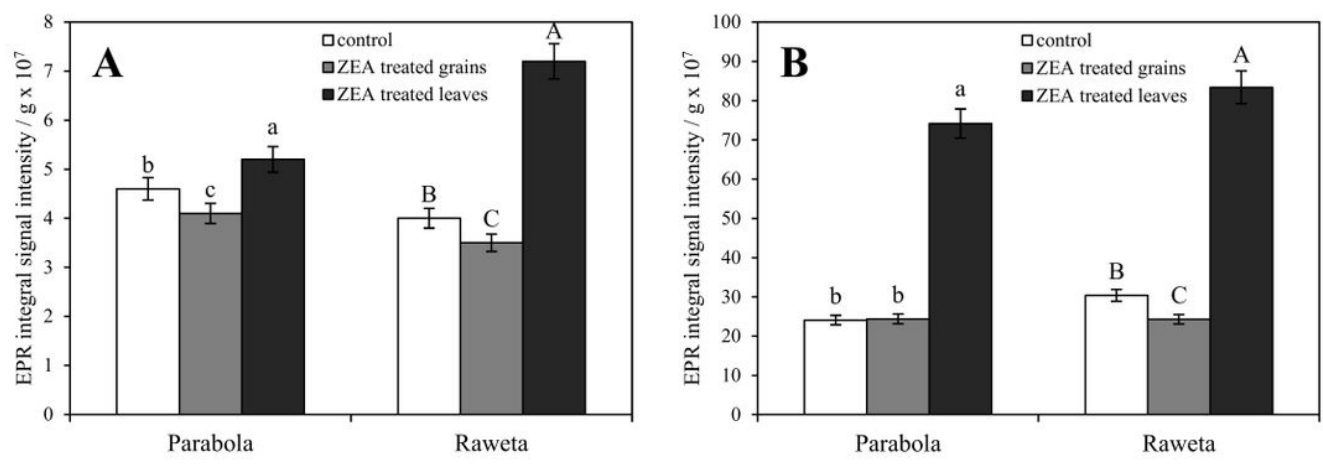 A
EPR integral signal intensity / g x 10⁷
8
7
6
5
4
3
2
1
0
control
ZEA treated grains
ZEA treated leaves
b
c
a
B
C
A
Parabola
Raweta
B
EPR integral signal intensity / g x 10⁷
100
90
80
70
60
50
40
30
20
10
0
control
ZEA treated grains
ZEA treated leaves
b
b
a
B
C
A
Parabola
Raweta